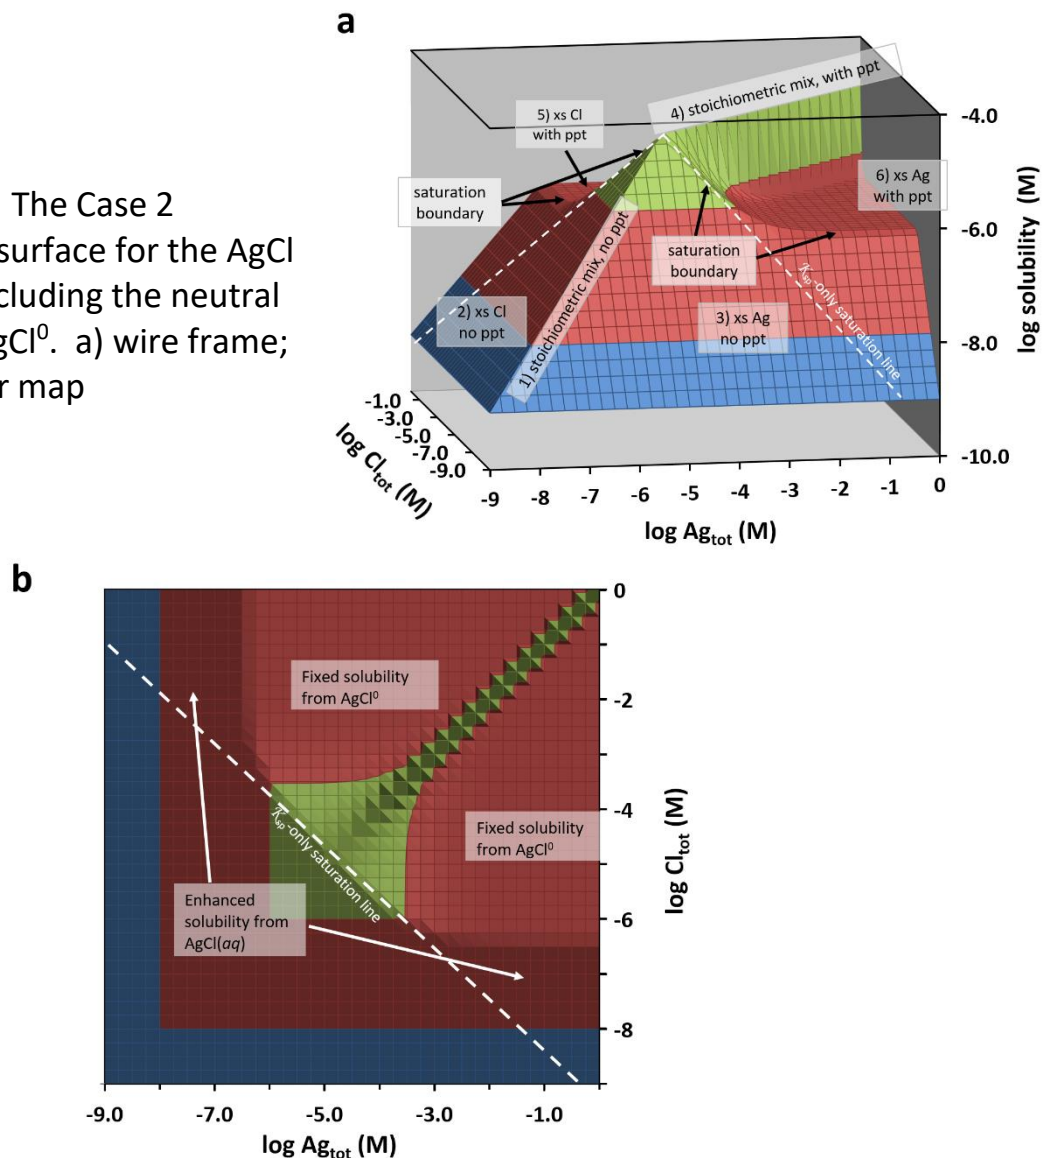 a
The Case 2
surface for the AgCl
cluding the neutral
gCl⁰. a) wire frame;
r map
4) stoichiometric mix, with ppt
5) xs Cl
with ppt
saturation
boundary
6) xs Ag
with ppt
saturation
boundary
1) stoichiometric mix, no ppt
2) xs Cl
no ppt
3) xs Ag
no ppt
Ksp-only saturation line
-4.0
-6.0
-8.0
-10.0
log solubility (M)
-1.0
-3.0
-5.0
-7.0
-9.0
log Cltot (M)
-9 -8 -7 -6 -5 -4 -3 -2 -1 0
log Agtot (M)
b
0
-2
-4
-6
-8
log Cltot (M)
Fixed solubility
from AgCl⁰
Fixed solubility
from AgCl⁰
Ksp-only saturation line
Enhanced
solubility from
AgCl(aq)
-9.0 -7.0 -5.0 -3.0 -1.0
log Agtot (M)